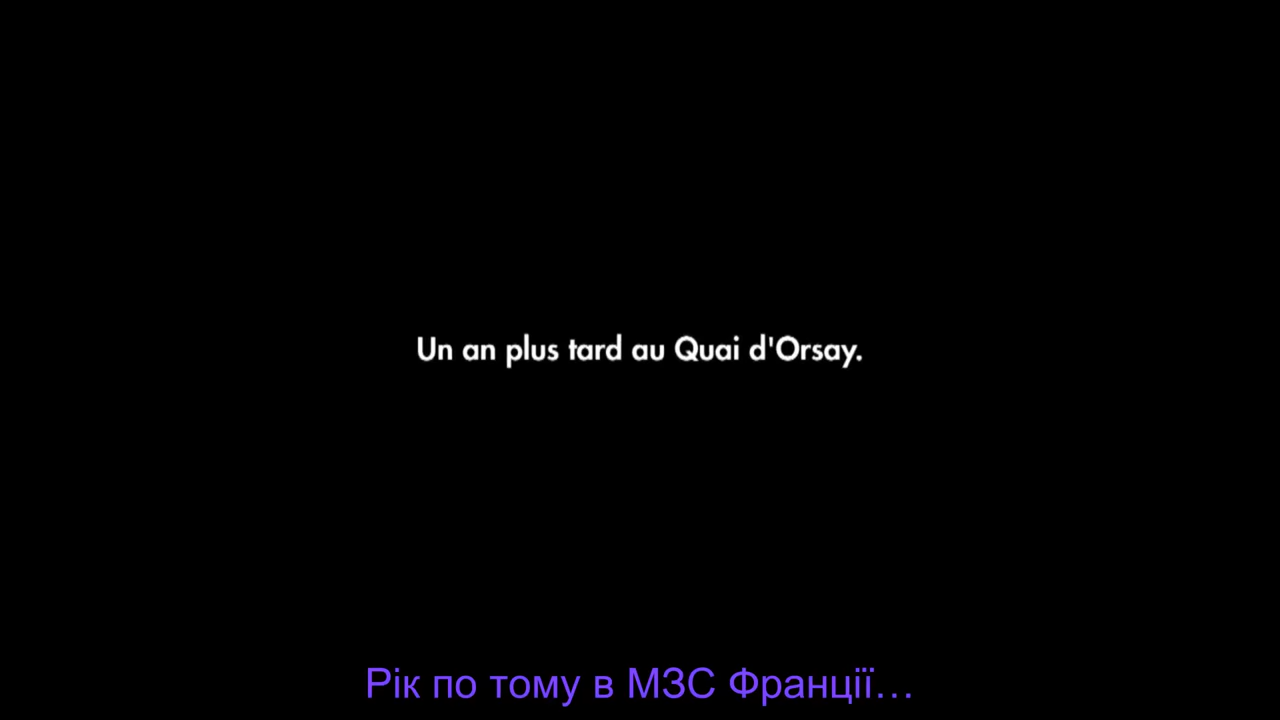 Un an plus tard au Quai d'Orsay.
Рік по тому в МЗС Франції…